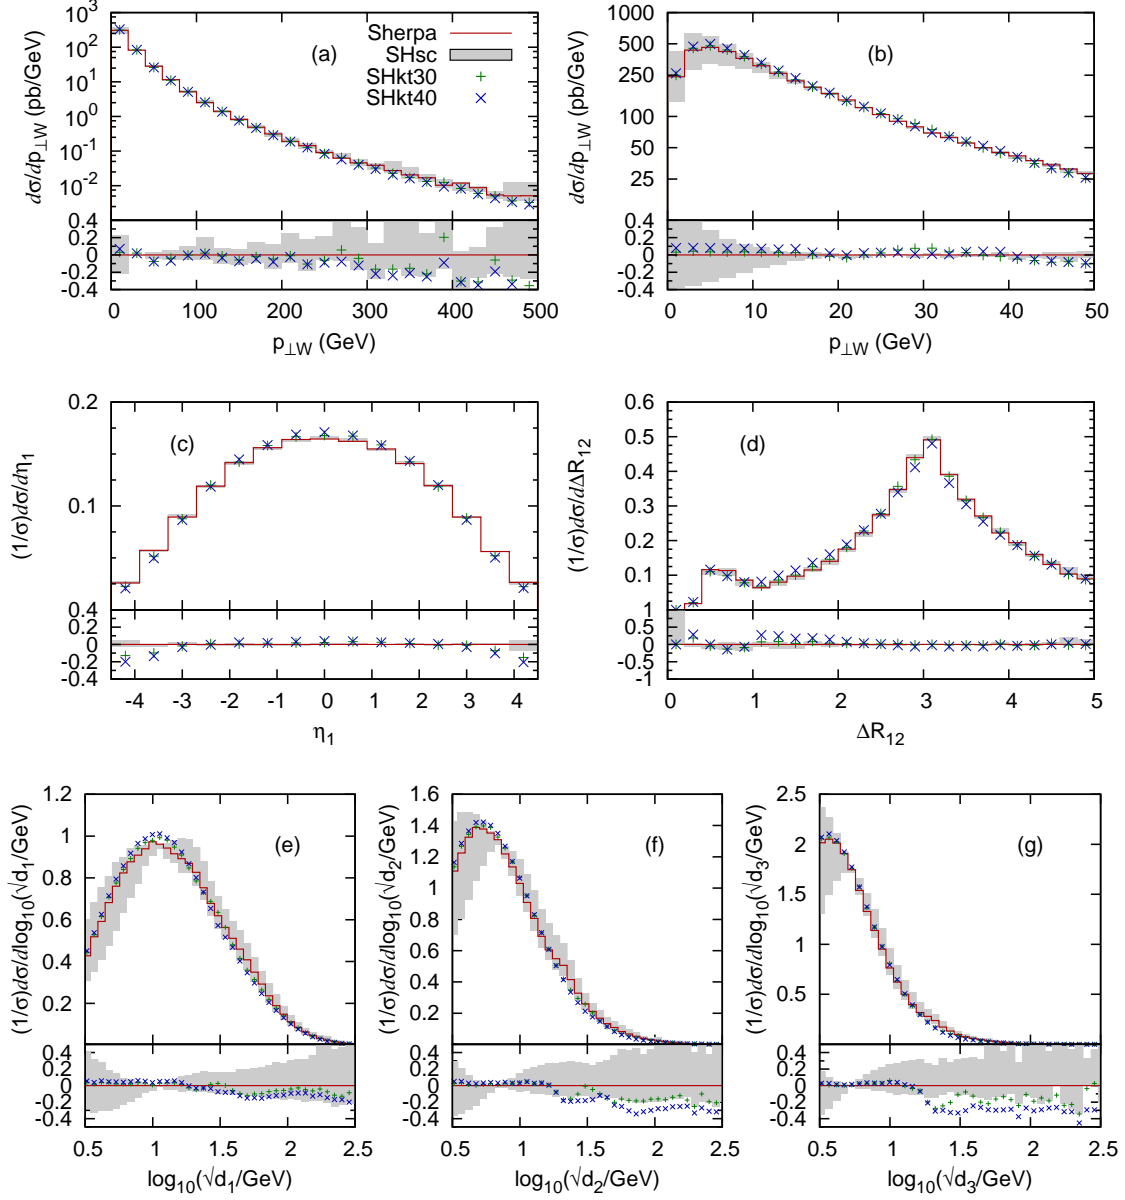 dσ/dp⊥W (pb/GeV)
10³
10²
10¹
10⁰
10⁻¹
10⁻²
(a)
Sherpa
SHsc
SHkt30
SHkt40
0.4
0.2
0
-0.2
-0.4
0 100 200 300 400 500
p⊥W (GeV)
dσ/dp⊥W (pb/GeV)
1000
500
250
100
50
25
(b)
0.4
0.2
0
-0.2
-0.4
0 10 20 30 40 50
p⊥W (GeV)
(1/σ)dσ/dη₁
0.2
0.1
(c)
0.4
0.2
0
-0.2
-0.4
-4 -3 -2 -1 0 1 2 3 4
η₁
(1/σ)dσ/dΔR₁₂
0.6
0.5
0.4
0.3
0.2
0.1
(d)
1
0.5
0
-0.5
-1
0 1 2 3 4 5
ΔR₁₂
(1/σ)dσ/dlog₁₀(√d₁/GeV)
1.2
1
0.8
0.6
0.4
0.2
(e)
0.4
0.2
0
-0.2
-0.4
0.5 1 1.5 2 2.5
log₁₀(√d₁/GeV)
(1/σ)dσ/dlog₁₀(√d₂/GeV)
1.6
1.4
1.2
1
0.8
0.6
0.4
0.2
(f)
0.4
0.2
0
-0.2
-0.4
0.5 1 1.5 2 2.5
log₁₀(√d₂/GeV)
(1/σ)dσ/dlog₁₀(√d₃/GeV)
2.5
2
1.5
1
0.5
(g)
0.4
0.2
0
-0.2
-0.4
0.5 1 1.5 2 2.5
log₁₀(√d₃/GeV)